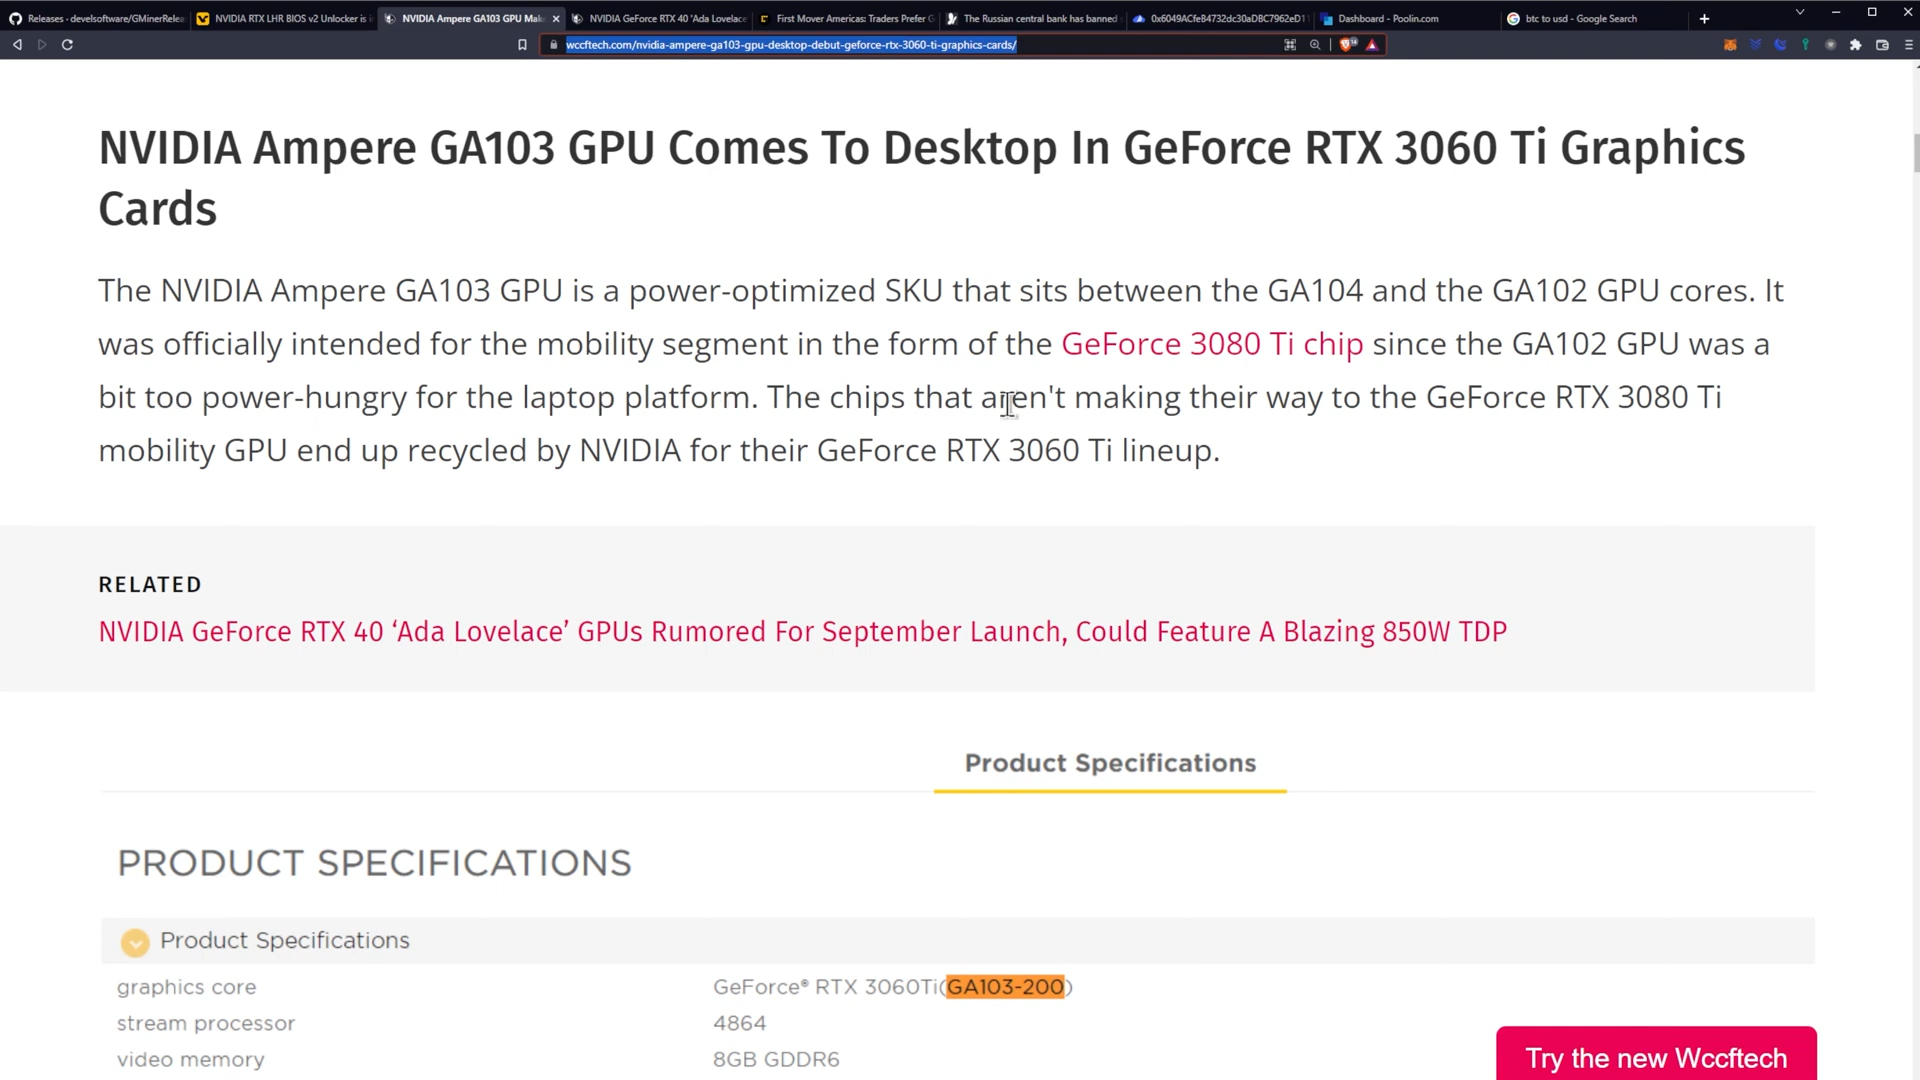 Releases - develsoftware/GMinerRelea
NVIDIA RTX LHR BIOS v2 Unlocker is i
NVIDIA Ampere GA103 GPU Mak
NVIDIA GeForce RTX 40 'Ada Lovelace'
First Mover Americas: Traders Prefer G
The Russian central bank has banned
0x6049ACfeB4732dc30aDBC7962eD11
Dashboard - Poolin.com
btc to usd - Google Search
wccftech.com/nvidia-ampere-ga103-gpu-desktop-debut-geforce-rtx-3060-ti-graphics-cards/
NVIDIA Ampere GA103 GPU Comes To Desktop In GeForce RTX 3060 Ti Graphics
Cards
The NVIDIA Ampere GA103 GPU is a power-optimized SKU that sits between the GA104 and the GA102 GPU cores. It
was officially intended for the mobility segment in the form of the GeForce 3080 Ti chip since the GA102 GPU was a
bit too power-hungry for the laptop platform. The chips that aren't making their way to the GeForce RTX 3080 Ti
mobility GPU end up recycled by NVIDIA for their GeForce RTX 3060 Ti lineup.
RELATED
NVIDIA GeForce RTX 40 ‘Ada Lovelace’ GPUs Rumored For September Launch, Could Feature A Blazing 850W TDP
Product Specifications
PRODUCT SPECIFICATIONS
Product Specifications
graphics core GeForce® RTX 3060Ti(GA103-200)
stream processor 4864
video memory 8GB GDDR6
Try the new Wccftech